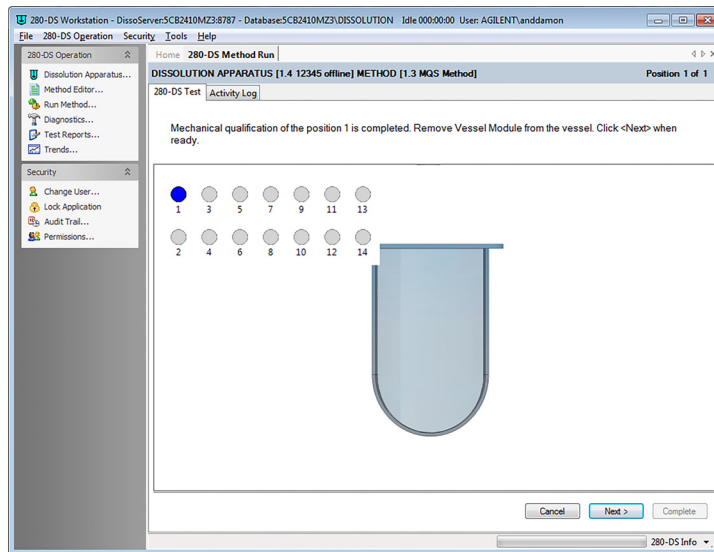 280-DS Workstation - DissoServer:5CB2410MZ3:8787 - Database:5CB2410MZ3\DISSOLUTION   Idle 000:00:00  User: AGILENT\anddamon
File 280-DS Operation Security Tools Help
280-DS Operation
Dissolution Apparatus...
Method Editor...
Run Method...
Diagnostics...
Test Reports...
Trends...
Security
Change User...
Lock Application
Audit Trail...
Permissions...
Home 280-DS Method Run
DISSOLUTION APPARATUS [1.4 12345 offline] METHOD [1.3 MQS Method] Position 1 of 1
280-DS Test Activity Log
Mechanical qualification of the position 1 is completed. Remove Vessel Module from the vessel. Click <Next> when
ready.
1 3 5 7 9 11 13
2 4 6 8 10 12 14
Cancel Next > Complete
280-DS Info